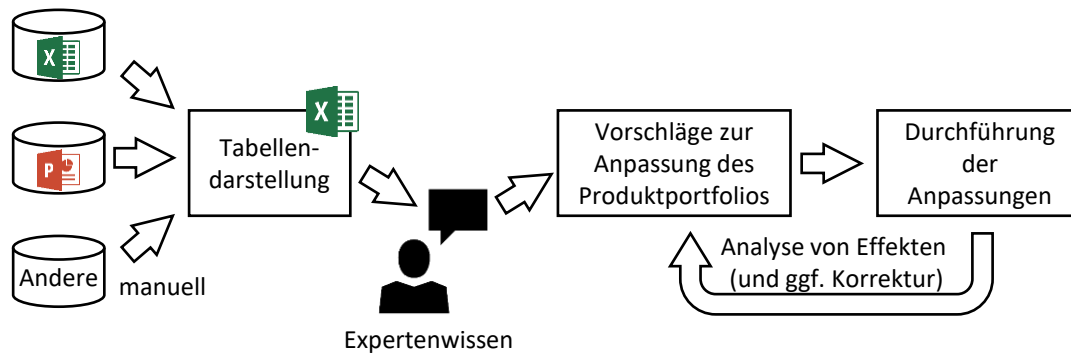 X
X
P
Tabellen-
darstellung
Andere
manuell
Expertenwissen
Vorschläge zur
Anpassung des
Produktportfolios
Durchführung
der
Anpassungen
Analyse von Effekten
(und ggf. Korrektur)